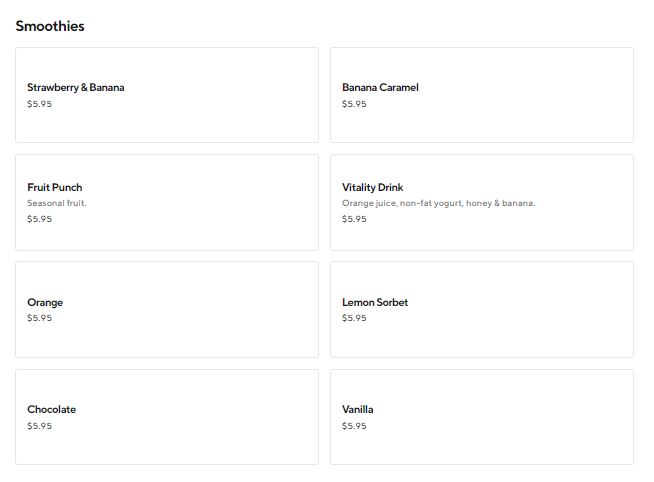 Smoothies
Strawberry & Banana
$5.95
Banana Caramel
$5.95
Fruit Punch
Seasonal fruit.
$5.95
Vitality Drink
Orange juice, non-fat yogurt, honey & banana.
$5.95
Orange
$5.95
Lemon Sorbet
$5.95
Chocolate
$5.95
Vanilla
$5.95